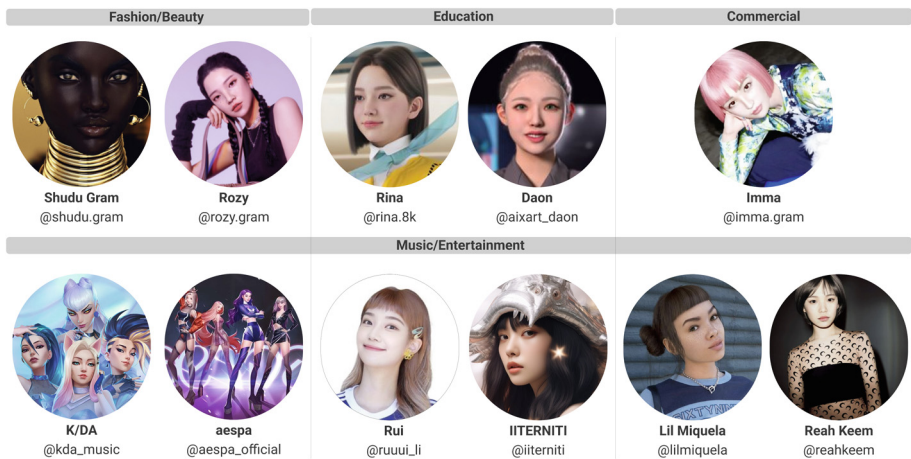 Fashion/Beauty
Education
Commercial
Shudu Gram
@shudu.gram
Rozy
@rozy.gram
Rina
@rina.8k
Daon
@aixart_daon
Imma
@imma.gram
Music/Entertainment
K/DA
@kda_music
aespa
@aespa_official
Rui
@ruuui_li
IITERNITI
@iiterniti
SIXTYNIN
Lil Miquela
@lilmiquela
Reah Keem
@reahkeem